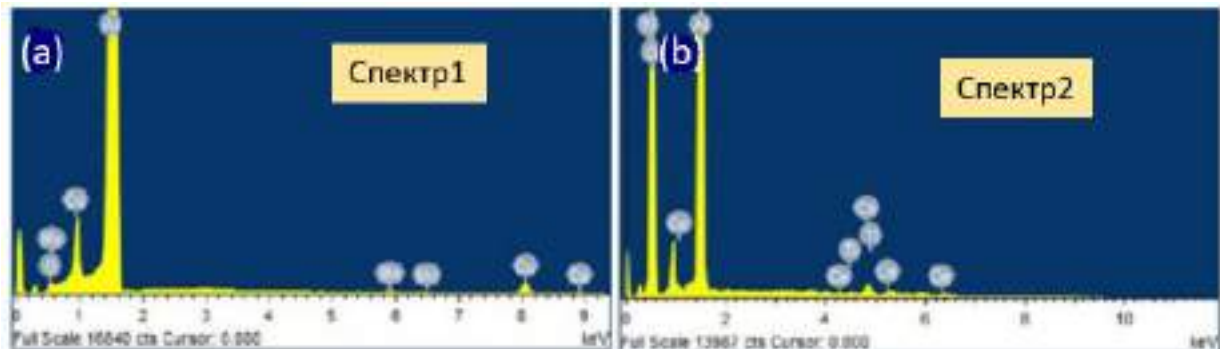 (a)
Спектр1
0 1 2 3 4 5 6 7 8 9
Full Scale 16840 cts Cursor: 0.000 keV
(b)
Спектр2
0 2 4 6 8 10
Full Scale 13967 cts Cursor: 0.000 keV